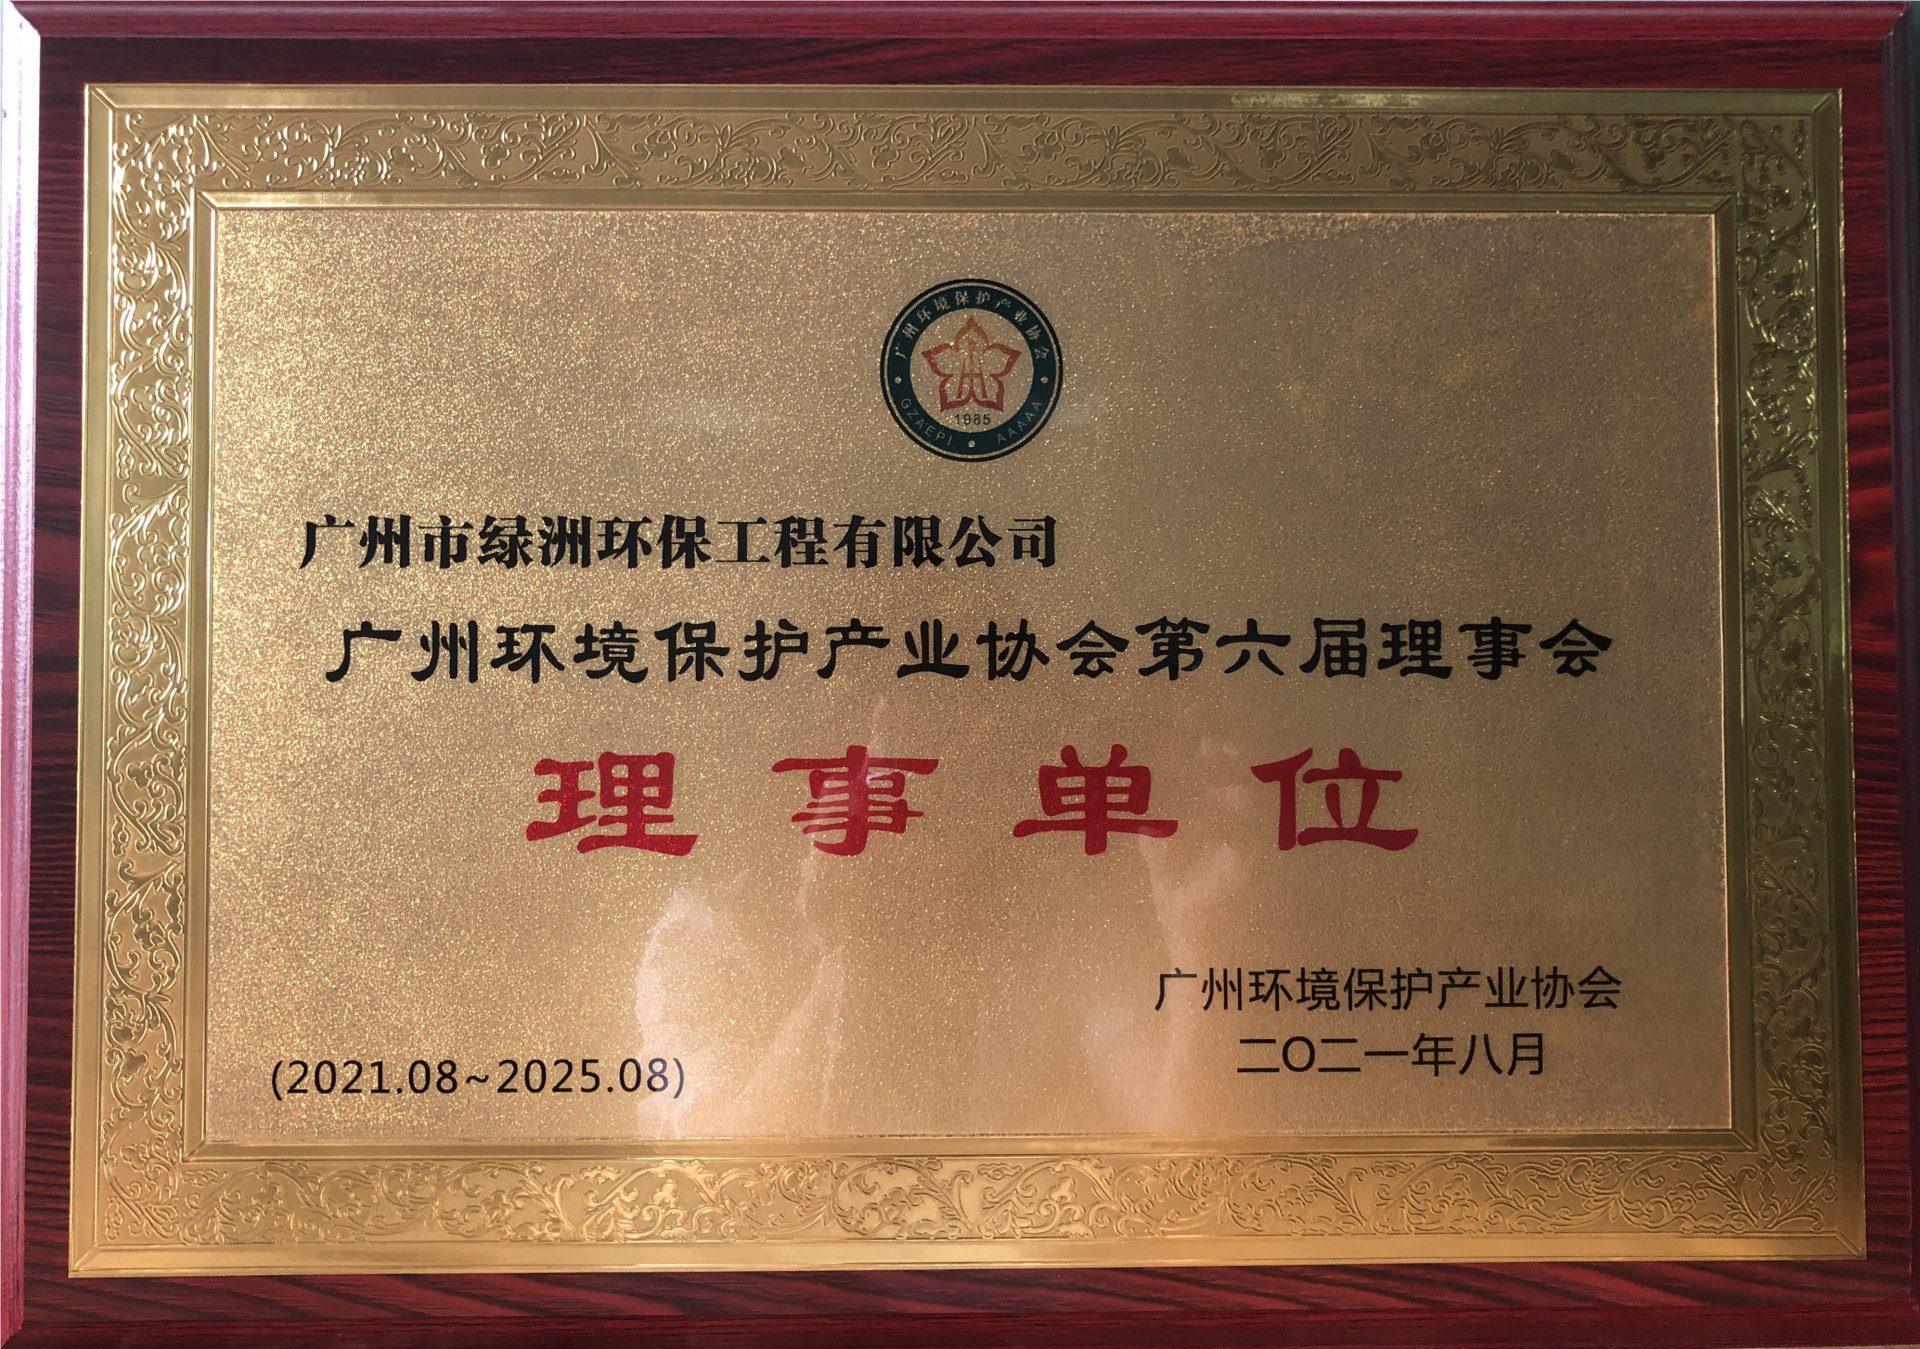 广州环境保护产业协会
1985
GZAEPI AAAAA
广州市绿洲环保工程有限公司
广州环境保护产业协会第六届理事会
理事单位
广州环境保护产业协会
二〇二一年八月
(2021.08~2025.08)